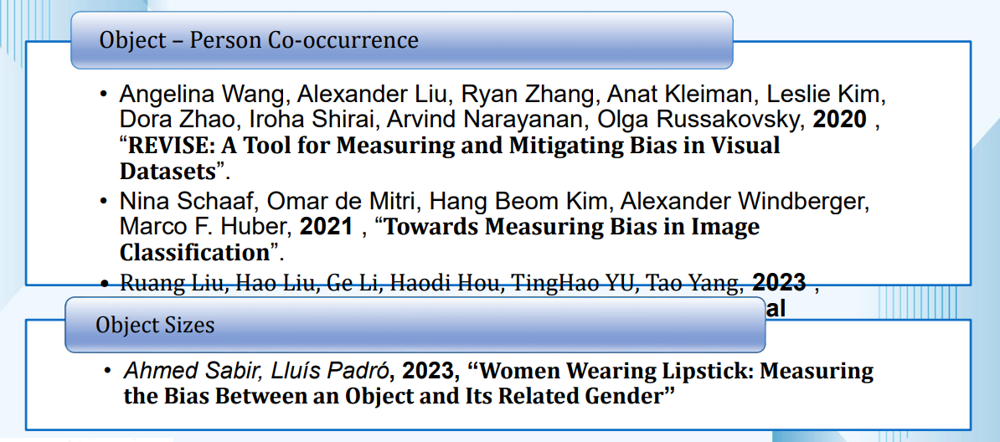 Object – Person Co-occurrence
• Angelina Wang, Alexander Liu, Ryan Zhang, Anat Kleiman, Leslie Kim,
Dora Zhao, Iroha Shirai, Arvind Narayanan, Olga Russakovsky, 2020 ,
“REVISE: A Tool for Measuring and Mitigating Bias in Visual
Datasets”.
• Nina Schaaf, Omar de Mitri, Hang Beom Kim, Alexander Windberger,
Marco F. Huber, 2021 , “Towards Measuring Bias in Image
Classification”.
• Ruang Liu, Hao Liu, Ge Li, Haodi Hou, TingHao YU, Tao Yang, 2023 ,
al
Object Sizes
• Ahmed Sabir, Lluís Padró, 2023, “Women Wearing Lipstick: Measuring
the Bias Between an Object and Its Related Gender”